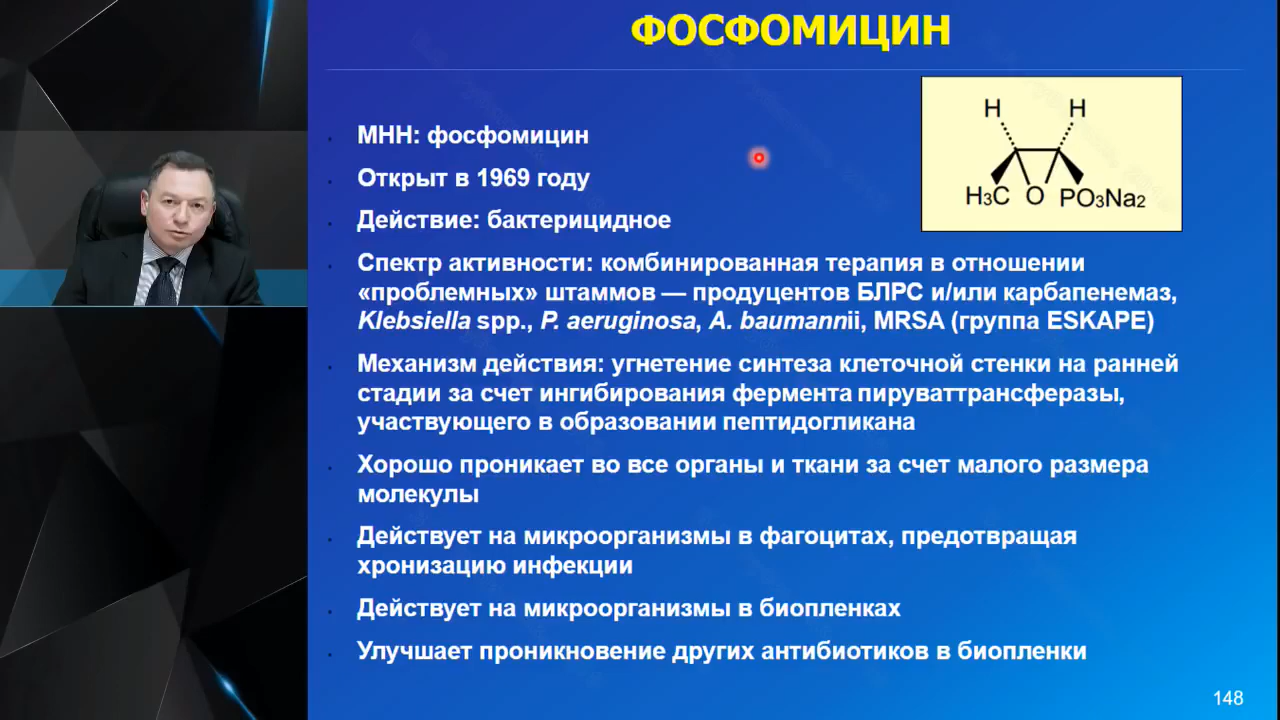 ФОСФОМИЦИН
МНН: фосфомицин
Открыт в 1969 году
Действие: бактерицидное
Спектр активности: комбинированная терапия в отношении
«проблемных» штаммов — продуцентов БЛРС и/или карбапенемаз,
Klebsiella spp., P. aeruginosa, A. baumannii, MRSA (группа ESKAPE)
Механизм действия: угнетение синтеза клеточной стенки на ранней
стадии за счет ингибирования фермента пируваттрансферазы,
участвующего в образовании пептидогликана
Хорошо проникает во все органы и ткани за счет малого размера
молекулы
Действует на микроорганизмы в фагоцитах, предотвращая
хронизацию инфекции
Действует на микроорганизмы в биопленках
Улучшает проникновение других антибиотиков в биопленки
H H
H3C O PO3Na2
148